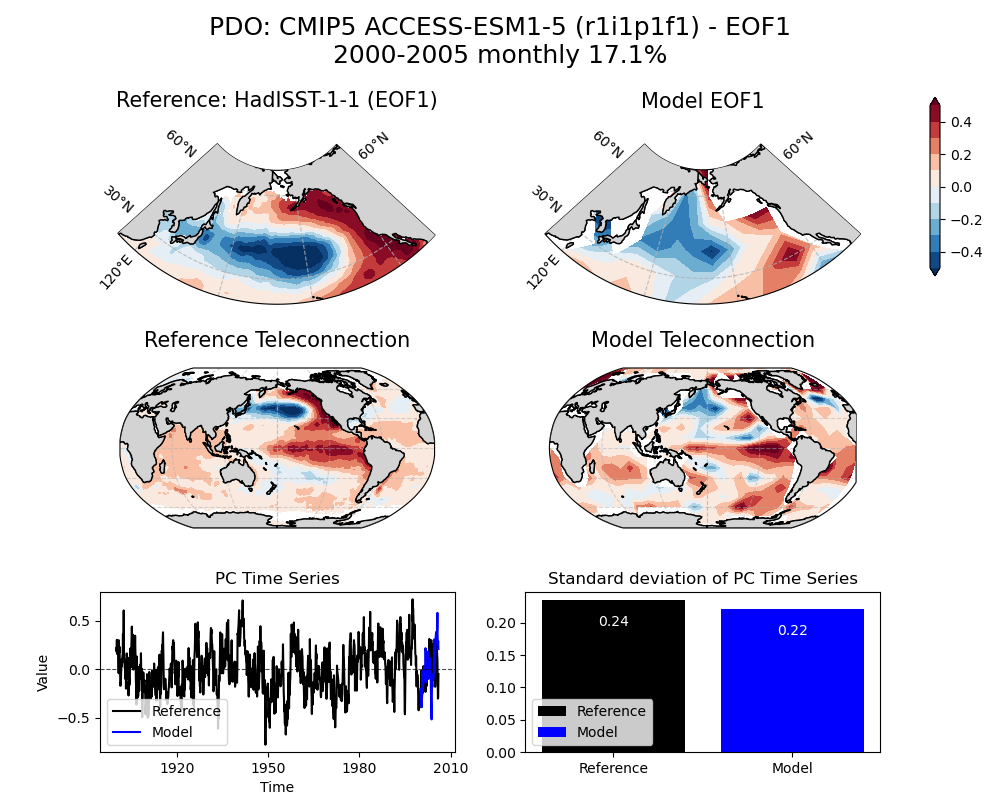 PDO: CMIP5 ACCESS-ESM1-5 (r1i1p1f1) - EOF1
2000-2005 monthly 17.1%
Reference: HadISST-1-1 (EOF1)
Model EOF1
60°N
60°N
30°N
120°E
60°N
60°N
30°N
120°E
0.4
0.2
0.0
−0.2
−0.4
Reference Teleconnection
Model Teleconnection
PC Time Series
Value
0.5
0.0
−0.5
Reference
Model
1920
1950
1980
2010
Time
Standard deviation of PC Time Series
0.20
0.15
0.10
0.05
0.00
0.24
0.22
Reference
Model
Reference
Model